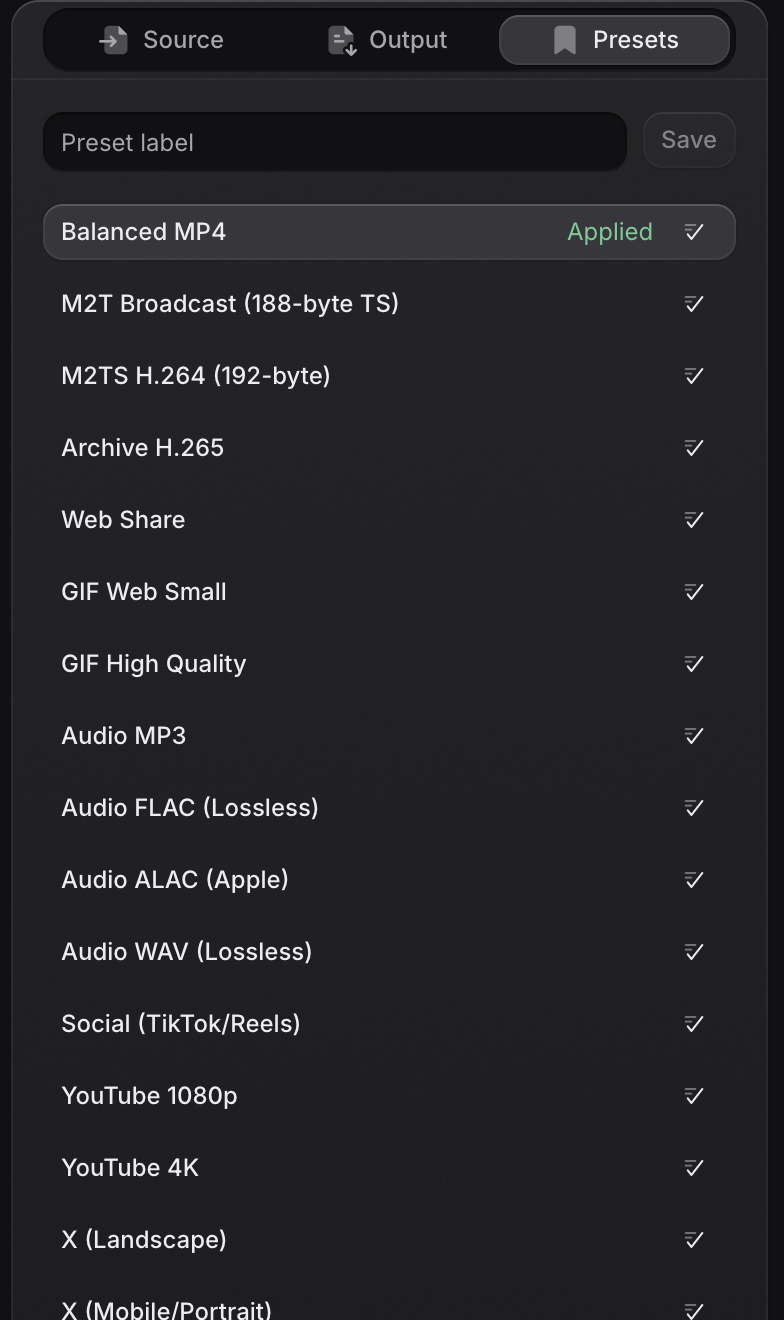 Source
Output
Presets
Preset label
Save
Balanced MP4
Applied
M2T Broadcast (188-byte TS)
M2TS H.264 (192-byte)
Archive H.265
Web Share
GIF Web Small
GIF High Quality
Audio MP3
Audio FLAC (Lossless)
Audio ALAC (Apple)
Audio WAV (Lossless)
Social (TikTok/Reels)
YouTube 1080p
YouTube 4K
X (Landscape)
X (Mobile/Portrait)